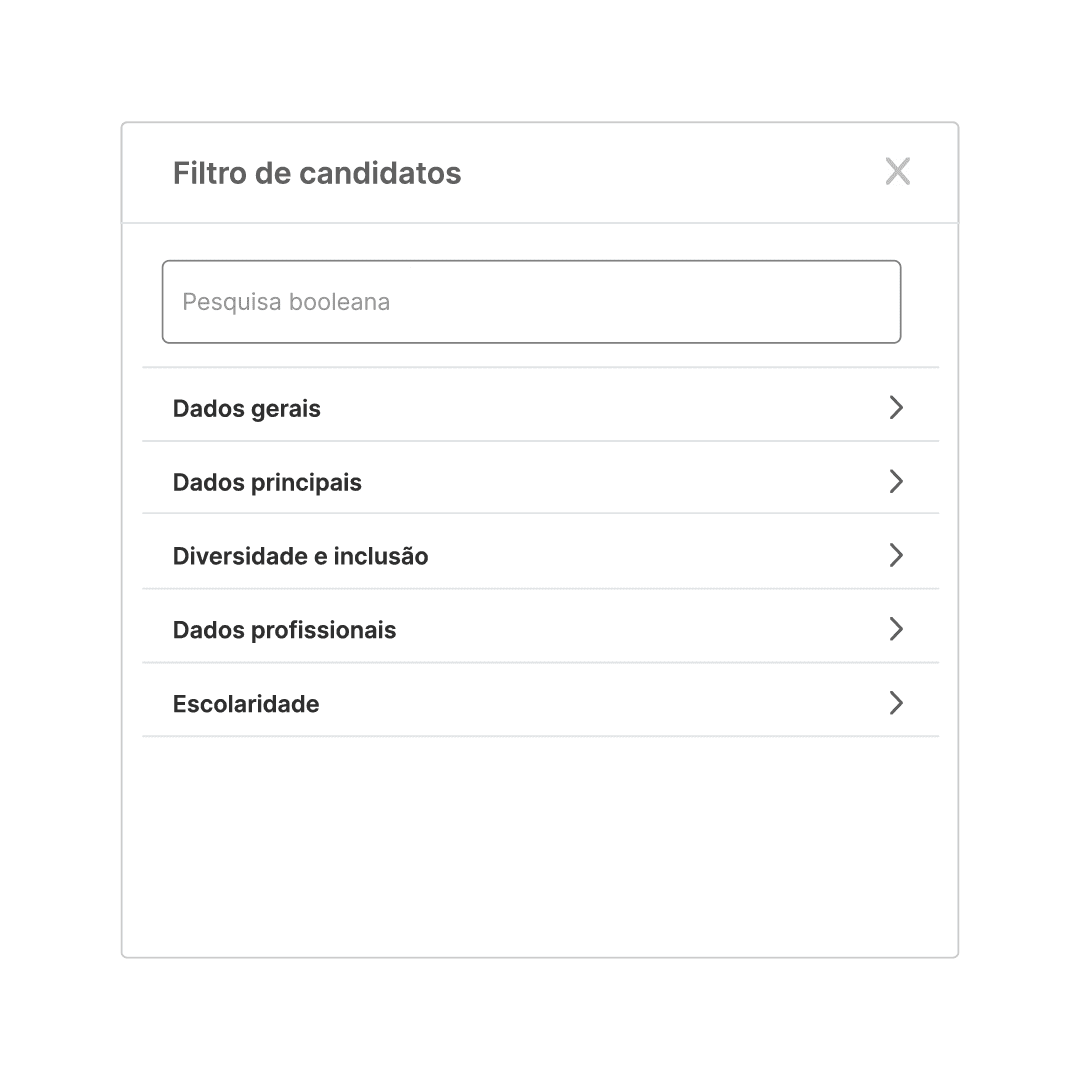 Filtro de candidatos
Pesquisa booleana
Dados gerais
Dados principais
Diversidade e inclusão
Dados profissionais
Escolaridade